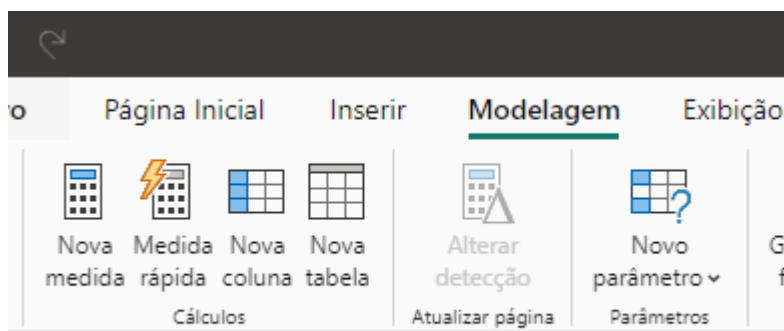 Página Inicial Inserir Modelagem Exibição
Nova Medida Nova Nova Alterar Novo
medida rápida coluna tabela detecção parâmetro
Cálculos Atualizar página Parâmetros